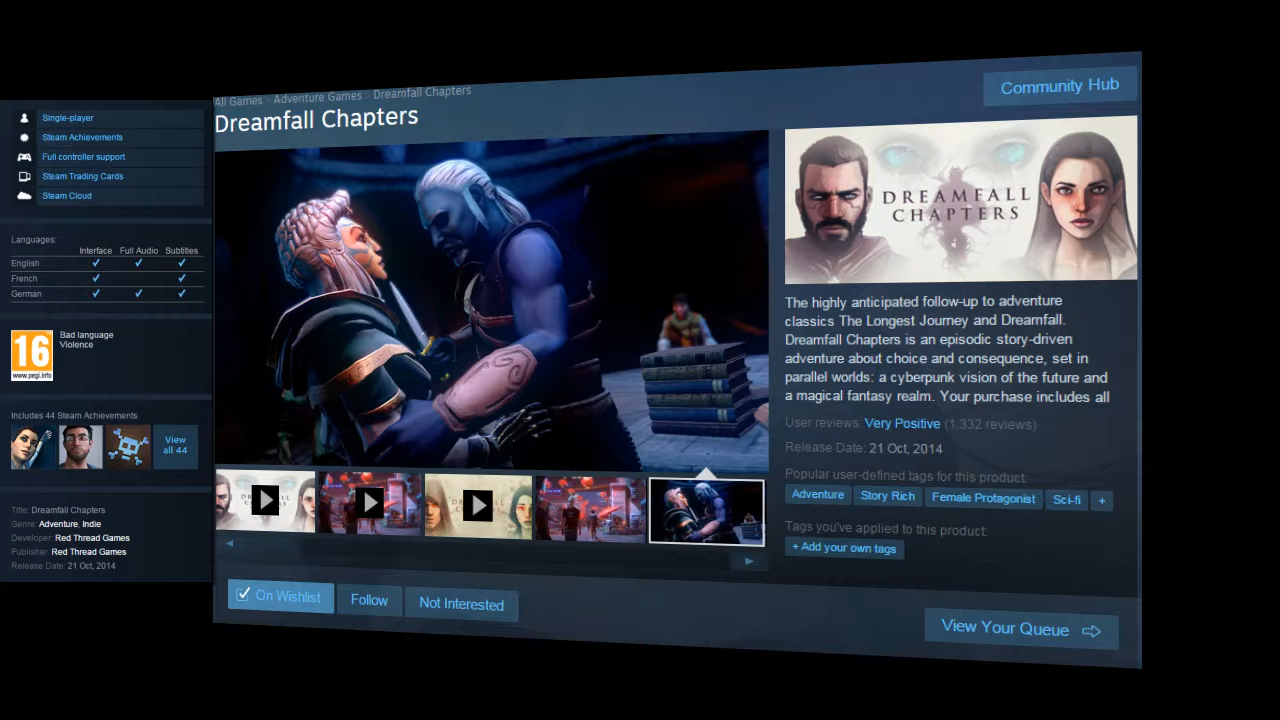 Single-player
Steam Achievements
Full controller support
Steam Trading Cards
Steam Cloud
Languages:
Interface Full Audio Subtitles
English ✓ ✓ ✓
French ✓ ✓
German ✓ ✓ ✓
16
www.pegi.info
Bad language
Violence
Includes 44 Steam Achievements
View
all 44
Title: Dreamfall Chapters
Genre: Adventure, Indie
Developer: Red Thread Games
Publisher: Red Thread Games
Release Date: 21 Oct, 2014
All Games › Adventure Games › Dreamfall Chapters
Dreamfall Chapters
Community Hub
DREAMFALL
CHAPTERS
The highly anticipated follow-up to adventure
classics The Longest Journey and Dreamfall.
Dreamfall Chapters is an episodic story-driven
adventure about choice and consequence, set in
parallel worlds: a cyberpunk vision of the future and
a magical fantasy realm. Your purchase includes all
User reviews: Very Positive (1,332 reviews)
Release Date: 21 Oct, 2014
Popular user-defined tags for this product:
Adventure Story Rich Female Protagonist Sci-fi +
Tags you've applied to this product:
+ Add your own tags
On Wishlist Follow Not Interested
View Your Queue